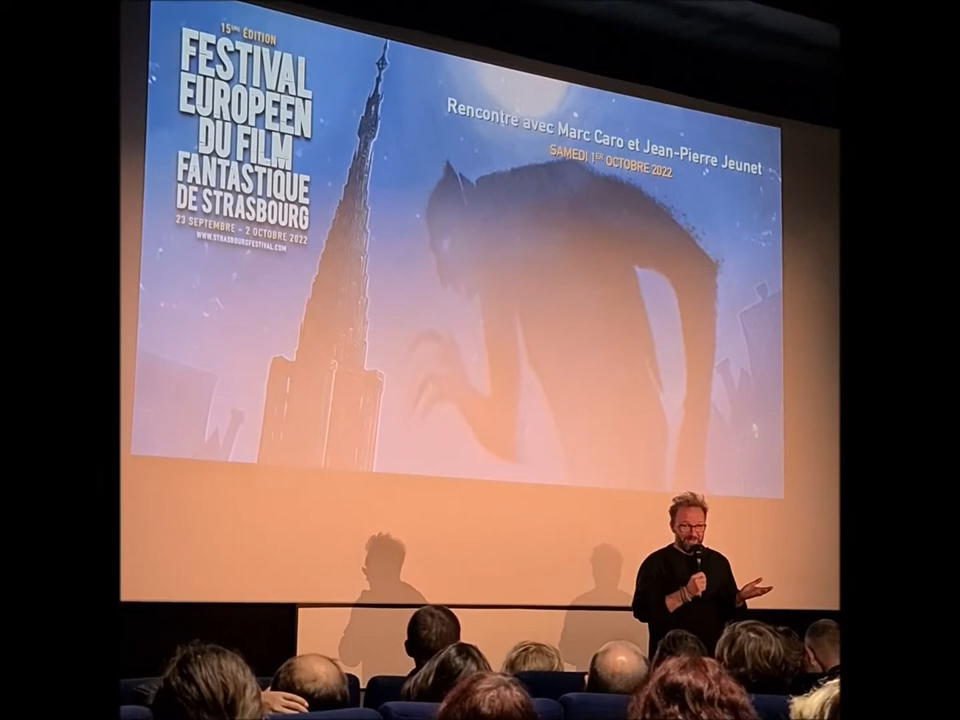 15ÈME ÉDITION
FESTIVAL
EUROPÉEN
DU FILM
FANTASTIQUE
DE STRASBOURG
23 SEPTEMBRE - 2 OCTOBRE 2022
WWW.STRASBOURGFESTIVAL.COM
Rencontre avec Marc Caro et Jean-Pierre Jeunet
SAMEDI 1ER OCTOBRE 2022